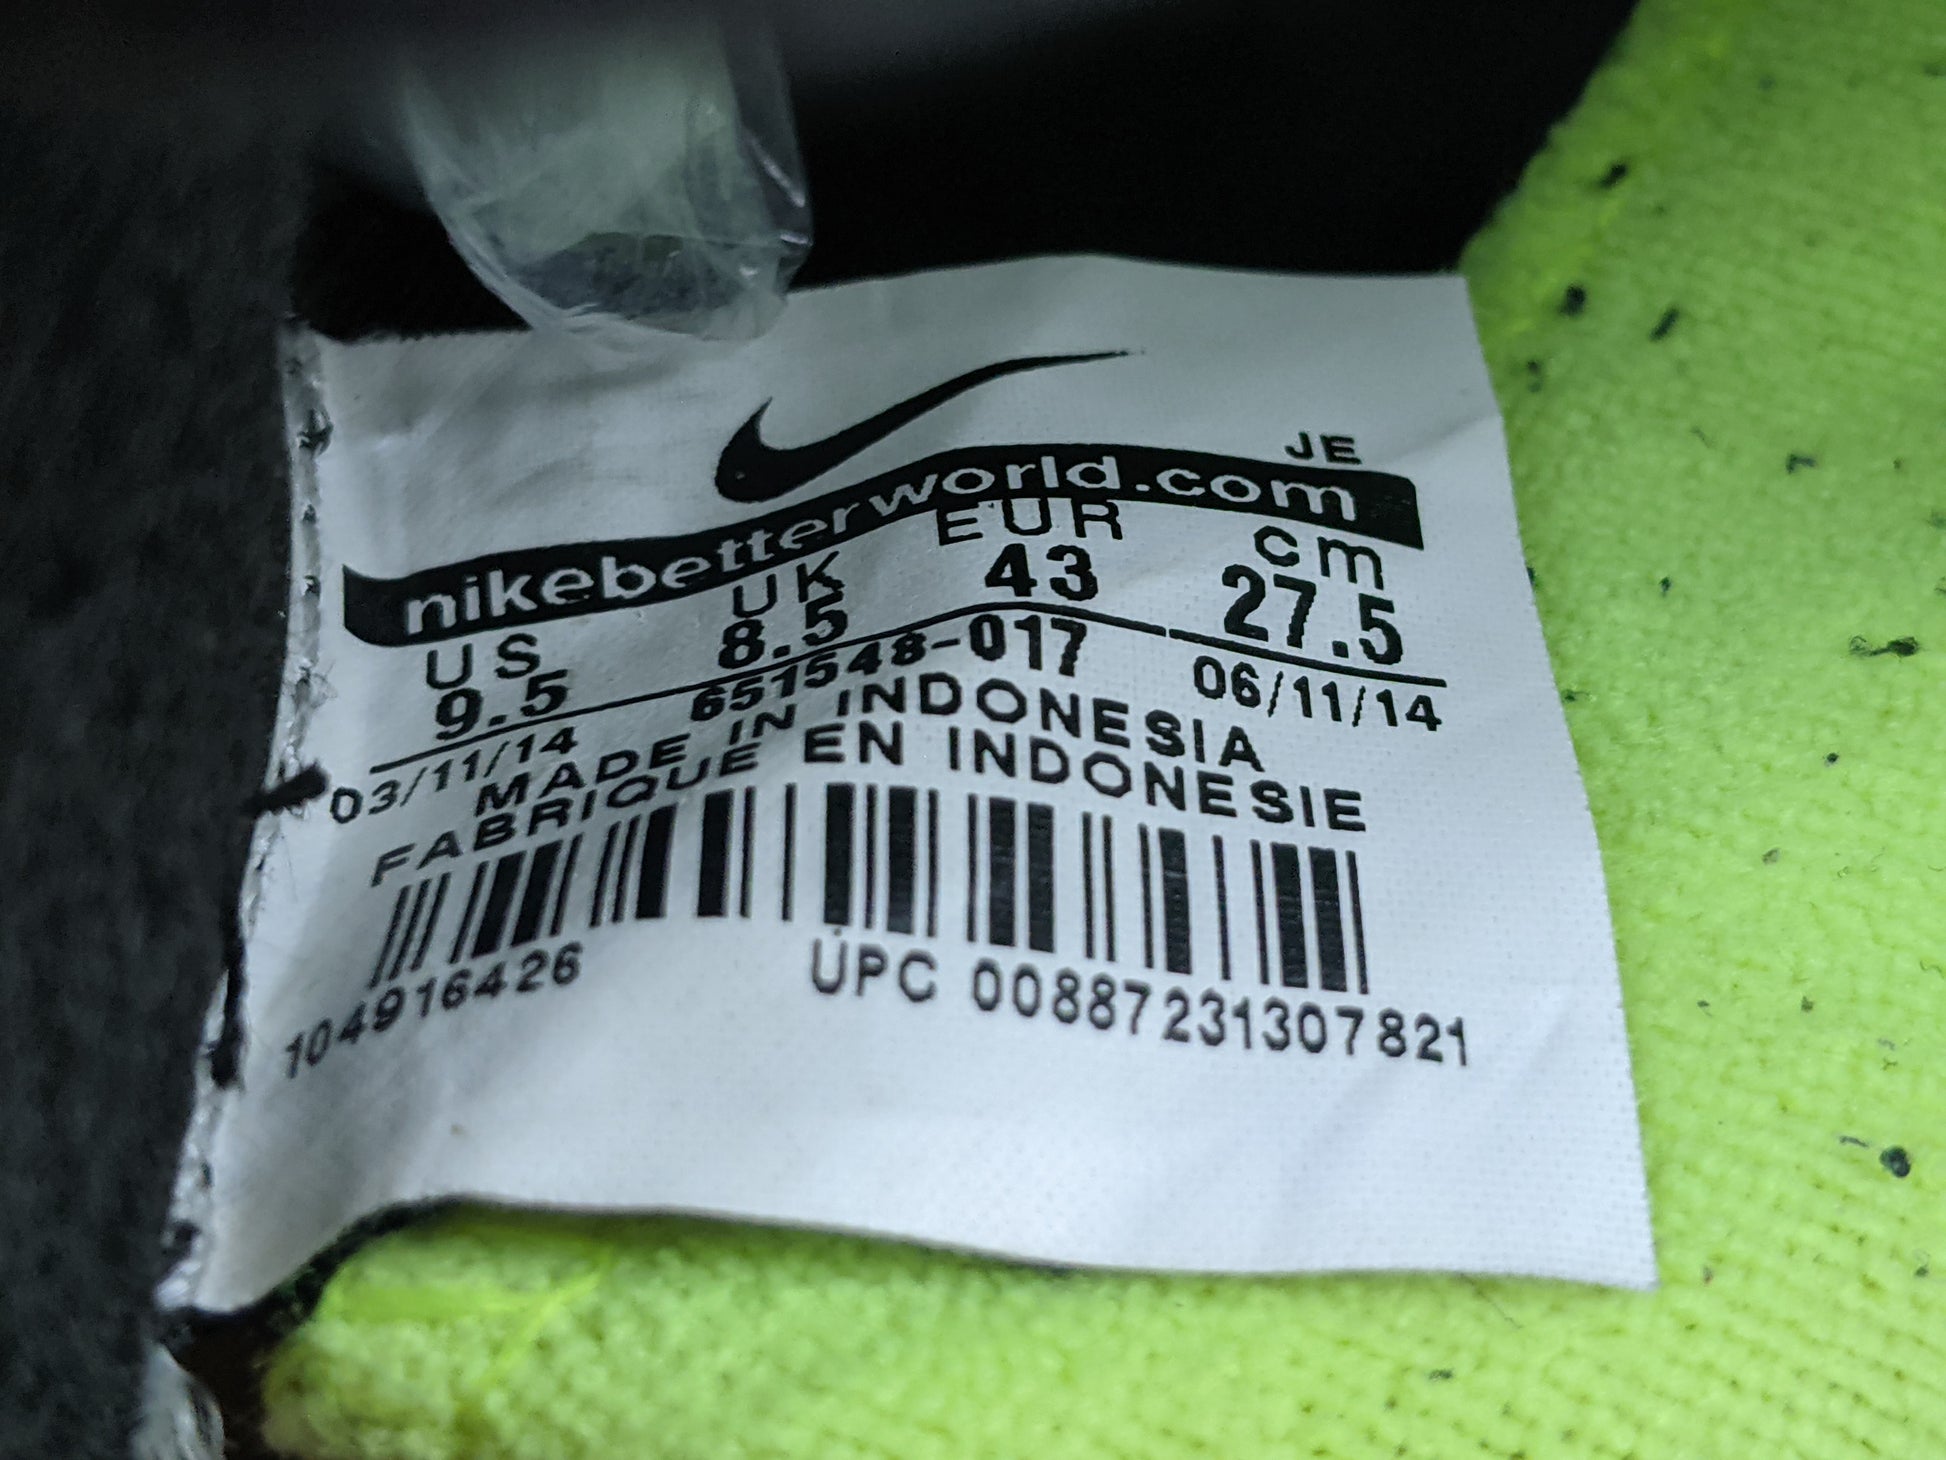 JE
nikebetterworld.com
US UK EUR cm
9.5 8.5 43 27.5
03/11/14 651548-017 06/11/14
MADE IN INDONESIA
FABRIQUE EN INDONESIE
104916426 UPC 00887231307821